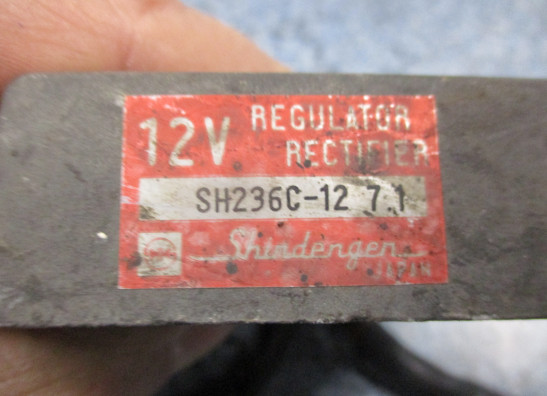 12V REGULATOR
RECTIFIER
SH236C-12 7.1
Shindengen
JAPAN